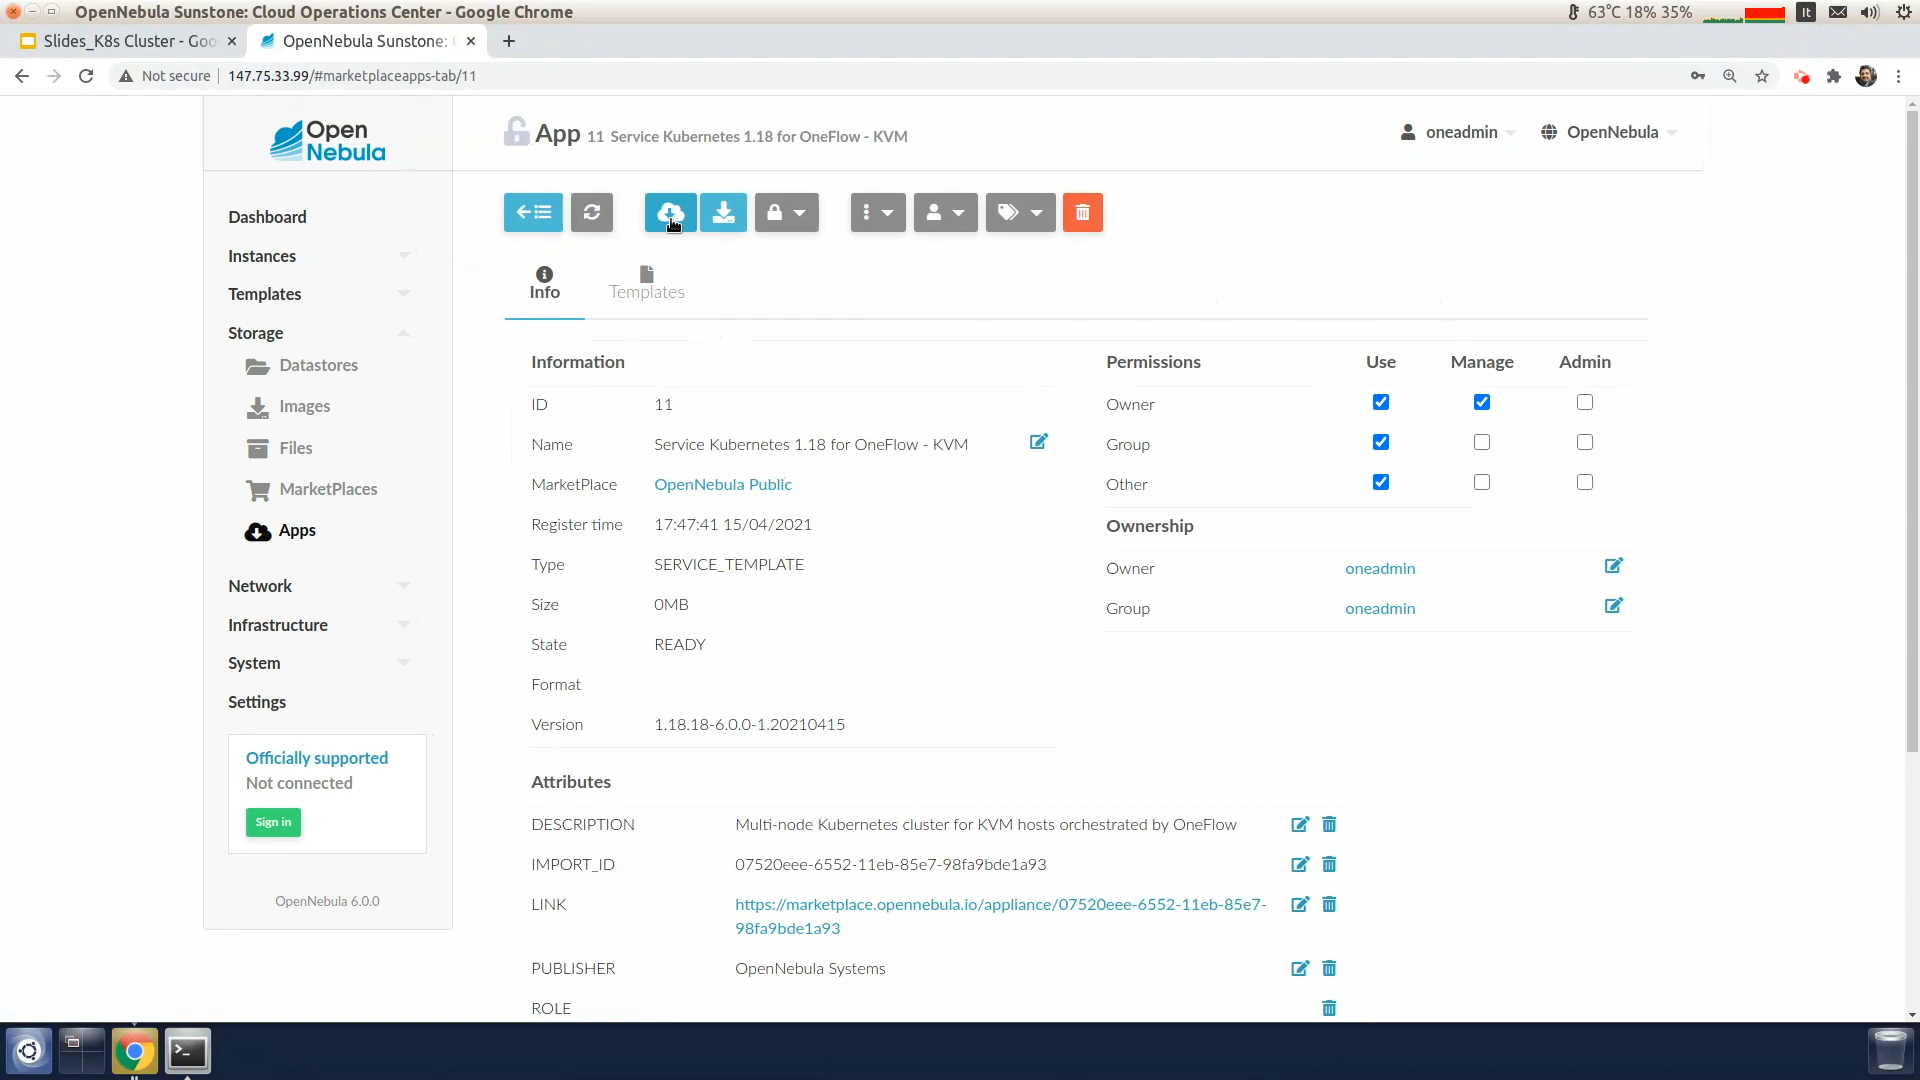 OpenNebula Sunstone: Cloud Operations Center - Google Chrome
63°C 18% 35%
It
Slides_K8s Cluster - Goo
OpenNebula Sunstone:
Not secure
147.75.33.99/#marketplaceapps-tab/11
Open
Nebula
App 11 Service Kubernetes 1.18 for OneFlow - KVM
oneadmin
OpenNebula
Dashboard
Instances
Templates
Storage
Datastores
Images
Files
MarketPlaces
Apps
Network
Infrastructure
System
Settings
Officially supported
Not connected
Sign in
OpenNebula 6.0.0
Info
Templates
Information
ID 11
Name Service Kubernetes 1.18 for OneFlow - KVM
MarketPlace OpenNebula Public
Register time 17:47:41 15/04/2021
Type SERVICE_TEMPLATE
Size 0MB
State READY
Format
Version 1.18.18-6.0.0-1.20210415
Permissions Use Manage Admin
Owner
Group
Other
Ownership
Owner oneadmin
Group oneadmin
Attributes
DESCRIPTION Multi-node Kubernetes cluster for KVM hosts orchestrated by OneFlow
IMPORT_ID 07520eee-6552-11eb-85e7-98fa9bde1a93
LINK https://marketplace.opennebula.io/appliance/07520eee-6552-11eb-85e7-
98fa9bde1a93
PUBLISHER OpenNebula Systems
ROLE